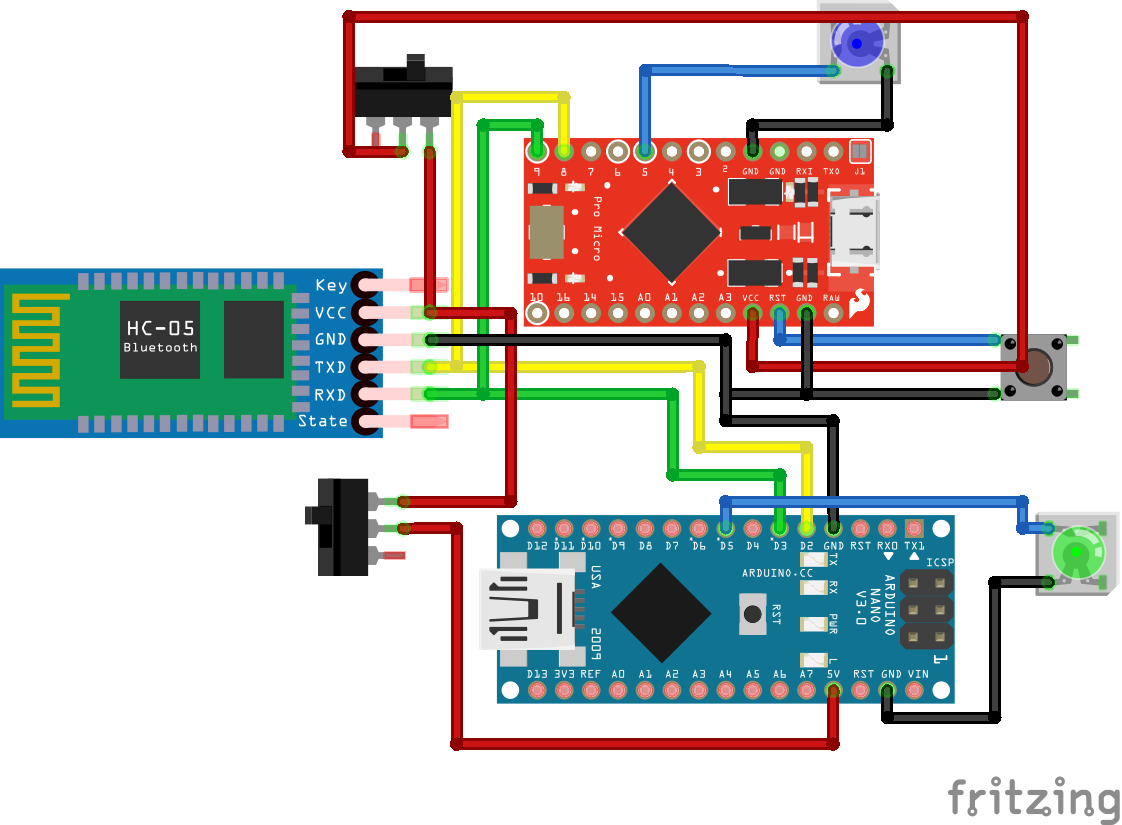 9 8 7 6 5 4 3 2 GND GND RXI TXO J1
Pro Micro
10 16 14 15 A0 A1 A2 A3 VCC RST GND RAW
HC-05
Bluetooth
Key
VCC
GND
TXD
RXD
State
D12 D11 D10 D9 D8 D7 D6 D5 D4 D3 D2 GND RST RX0 TX1
USA
2009
ARDUINO.CC
RST
TX
RX
PWR
L
ARDUINO
NANO
V3.0
ICSP
1
D13 3V3 REF A0 A1 A2 A3 A4 A5 A6 A7 5V RST GND VIN
fritzing